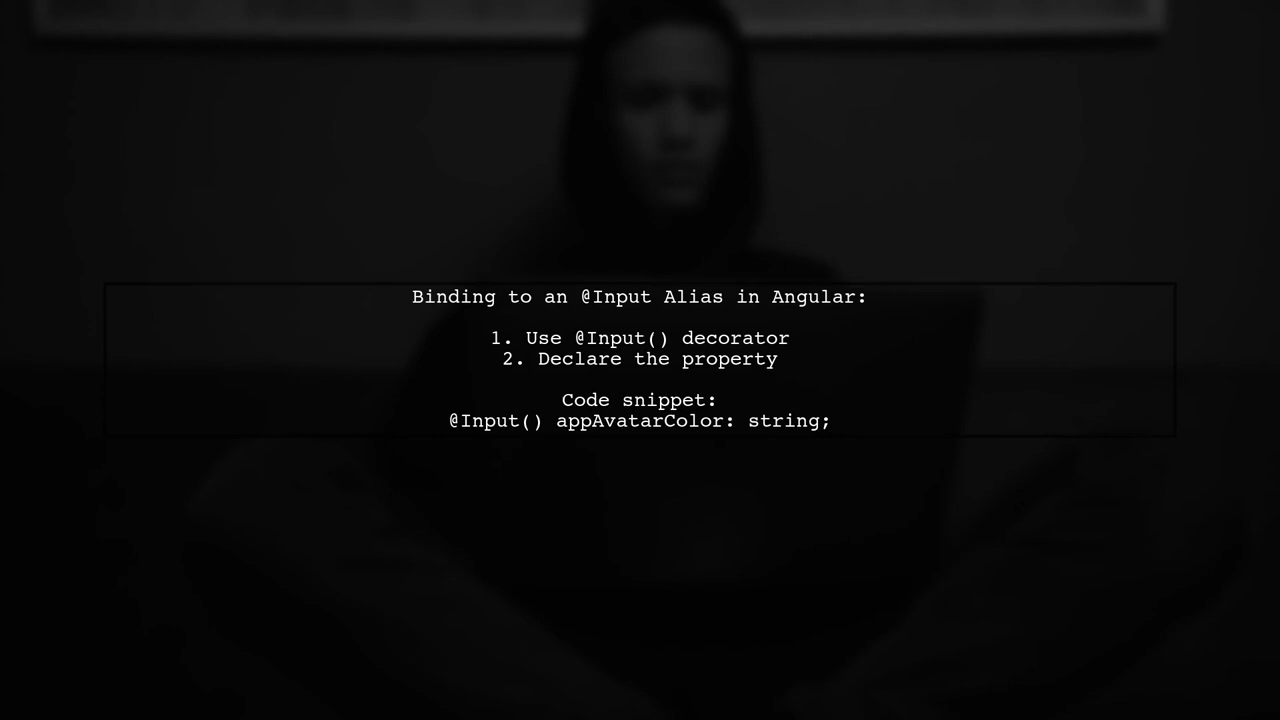 Binding to an @Input Alias in Angular:
1. Use @Input() decorator
2. Declare the property
Code snippet:
@Input() appAvatarColor: string;